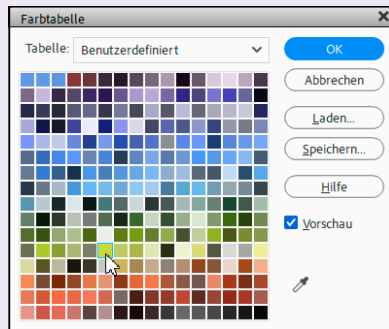 Farbtabelle
Tabelle: Benutzerdefiniert
OK
Abbrechen
Laden...
Speichern...
Hilfe
Vorschau